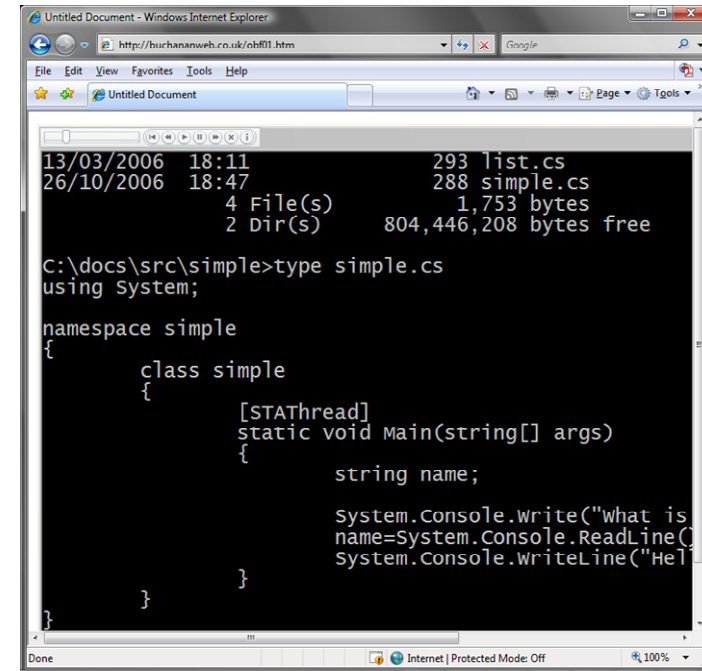 Untitled Document - Windows Internet Explorer
http://buchananweb.co.uk/obf01.htm
Google
File Edit View Favorites Tools Help
Untitled Document
Page Tools
13/03/2006 18:11 293 list.cs
26/10/2006 18:47 288 simple.cs
4 File(s) 1,753 bytes
2 Dir(s) 804,446,208 bytes free
C:\docs\src\simple>type simple.cs
using System;
namespace simple
{
class simple
{
[STAThread]
static void Main(string[] args)
{
string name;
System.Console.Write("What is
name=System.Console.ReadLine()
System.Console.WriteLine("Hel
}
}
}
Done Internet | Protected Mode: Off 100%